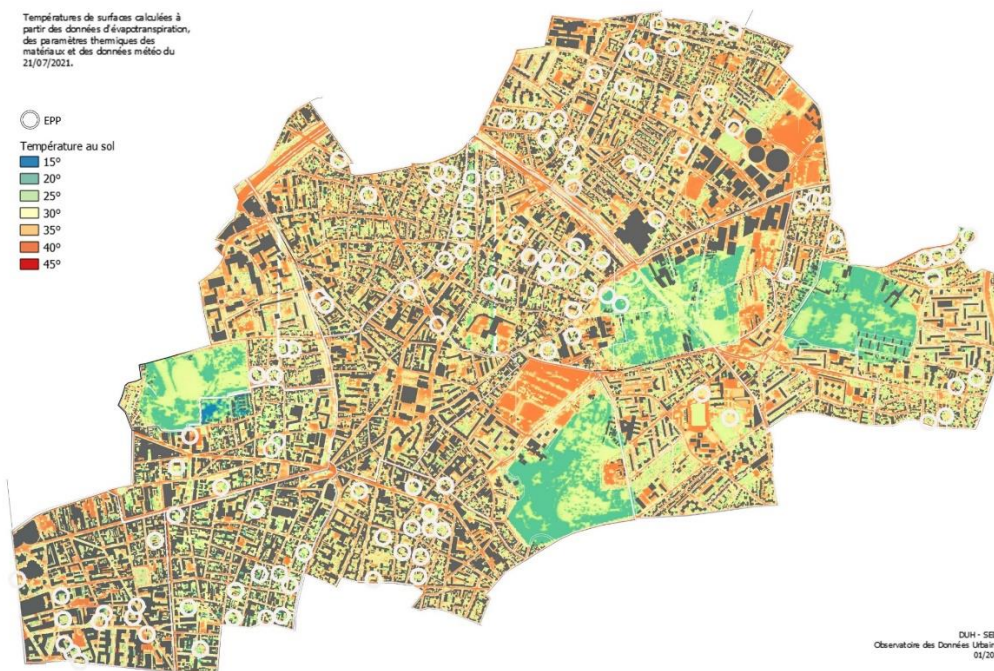 Températures de surfaces calculées à
partir des données d'évapotranspiration,
des paramètres thermiques des
matériaux et des données météo du
21/07/2021.
EPP
Température au sol
15°
20°
25°
30°
35°
40°
45°
DUH - SE
Observatoire des Données Urbain
01/20